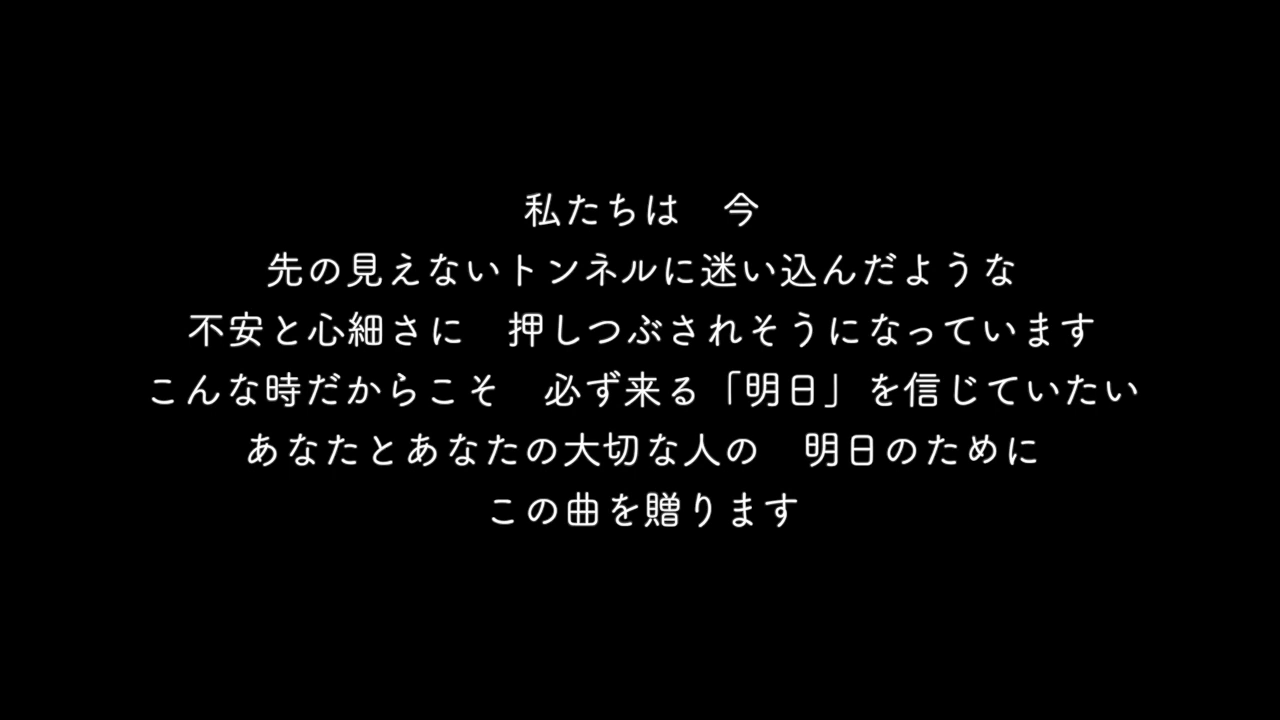 私たちは　今
先の見えないトンネルに迷い込んだような
不安と心細さに　押しつぶされそうになっています
こんな時だからこそ　必ず来る「明日」を信じていたい
あなたとあなたの大切な人の　明日のために
この曲を贈ります